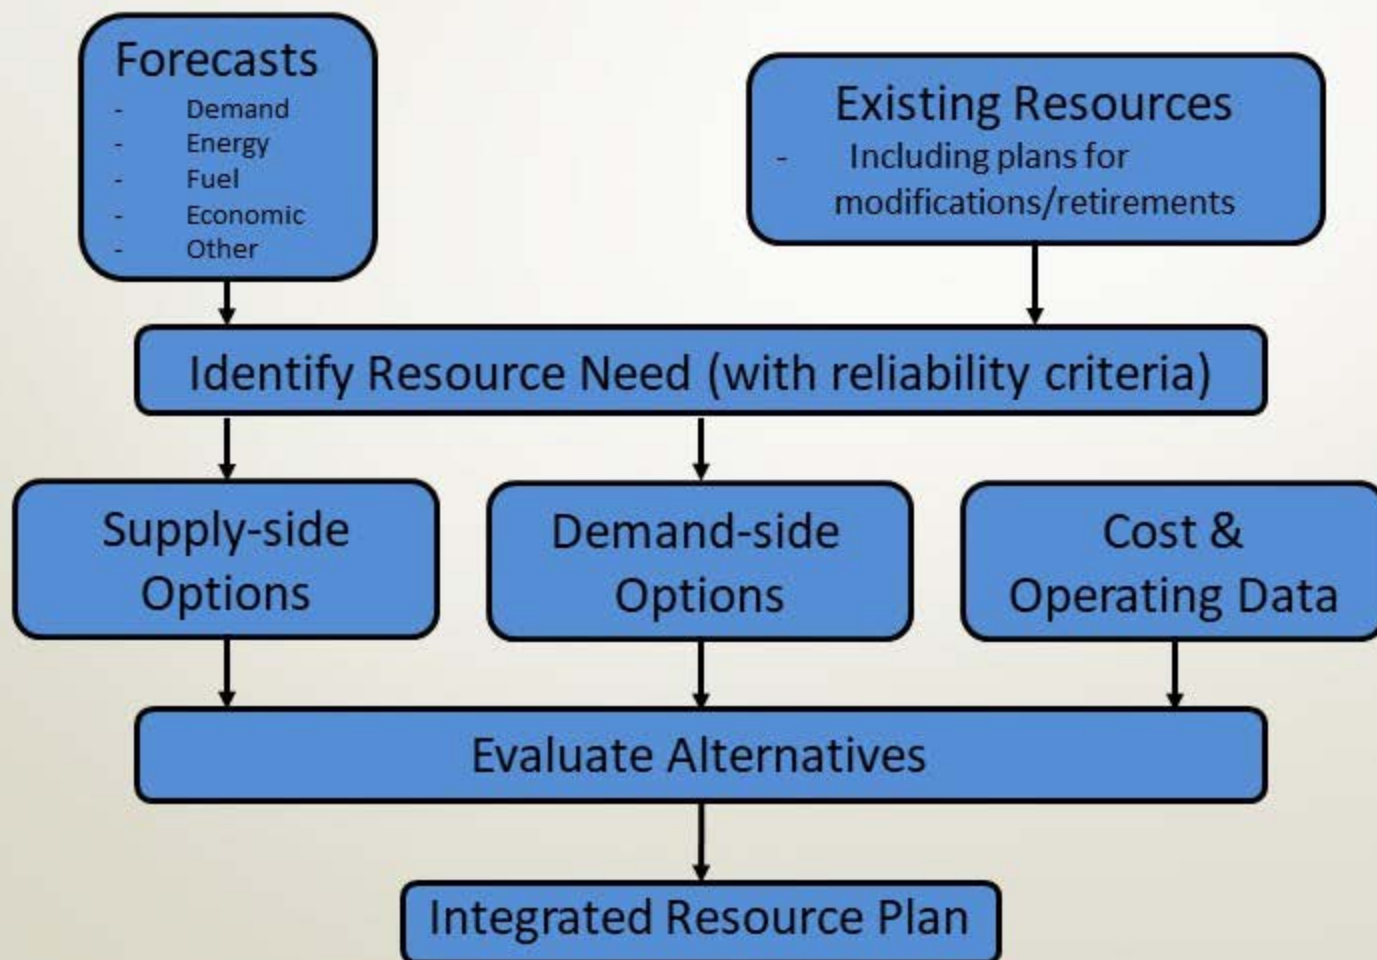 Forecasts
- Demand
- Energy
- Fuel
- Economic
- Other
Existing Resources
- Including plans for
modifications/retirements
Identify Resource Need (with reliability criteria)
Supply-side
Options
Demand-side
Options
Cost &
Operating Data
Evaluate Alternatives
Integrated Resource Plan